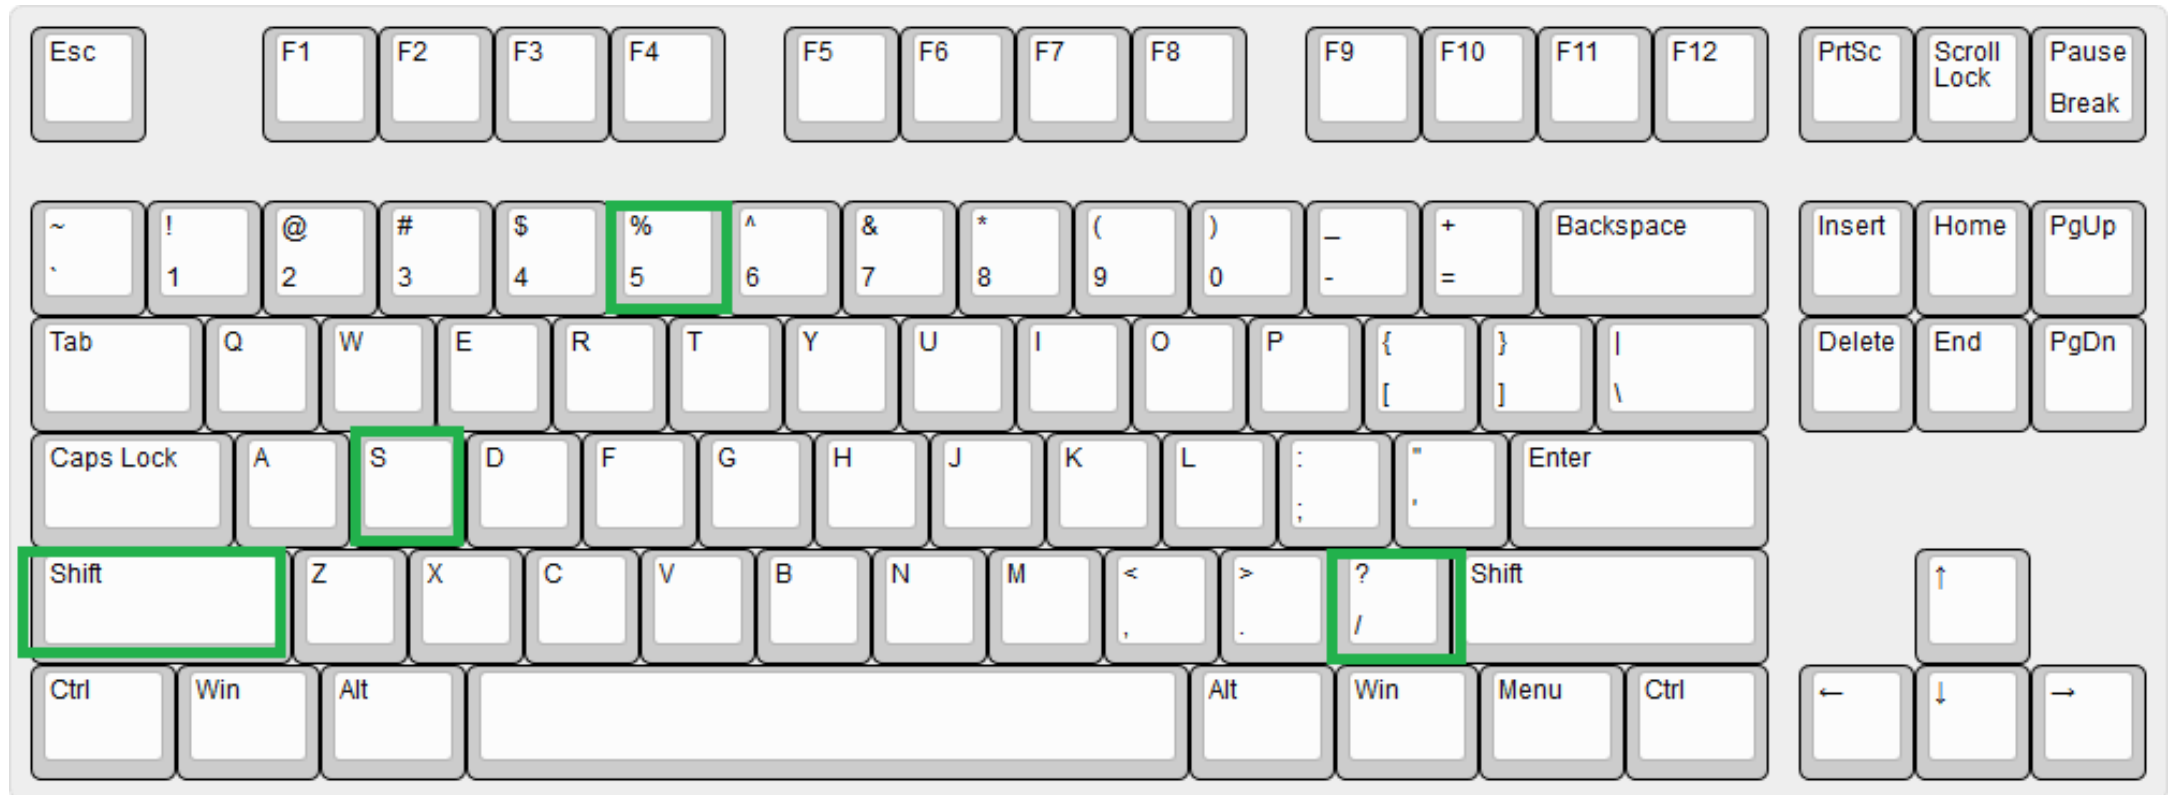 Esc F1 F2 F3 F4 F5 F6 F7 F8 F9 F10 F11 F12 PrtSc Scroll Lock Pause Break
~ ! @ # $ % ^ & * ( ) _ + Backspace Insert Home PgUp
` 1 2 3 4 5 6 7 8 9 0 - =
Tab Q W E R T Y U I O P { } | Delete End PgDn
[ ] \
Caps Lock A S D F G H J K L : " Enter
; '
Shift Z X C V B N M < > ? Shift ↑
, . /
Ctrl Win Alt Alt Win Menu Ctrl ← ↓ →